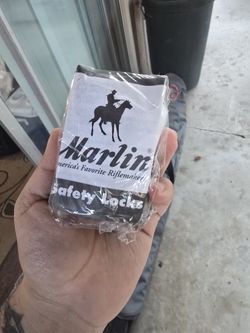 Marlin®
America's Favorite Riflemaker
Safety Locks